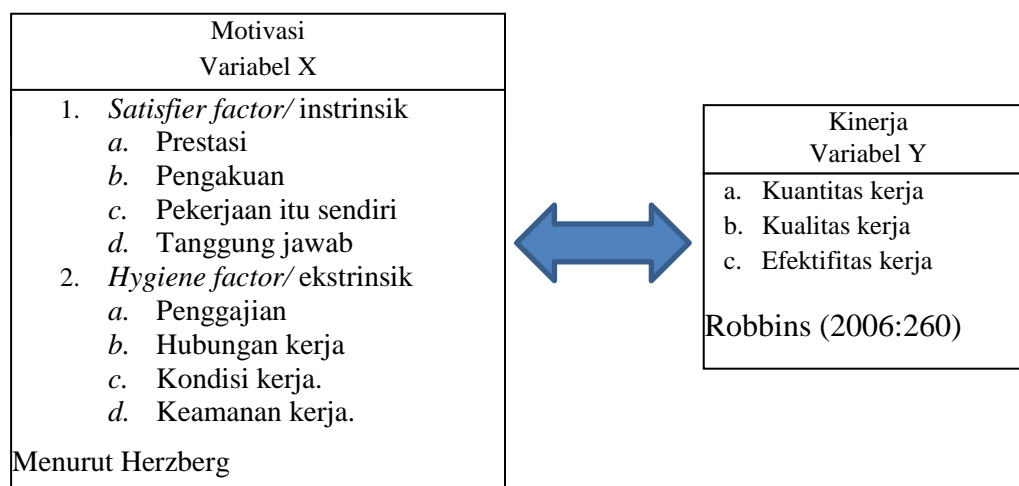 Motivasi
Variabel X
1. Satisfier factor/ instrinsik
a. Prestasi
b. Pengakuan
c. Pekerjaan itu sendiri
d. Tanggung jawab
2. Hygiene factor/ ekstrinsik
a. Penggajian
b. Hubungan kerja
c. Kondisi kerja.
d. Keamanan kerja.
Menurut Herzberg
Kinerja
Variabel Y
a. Kuantitas kerja
b. Kualitas kerja
c. Efektifitas kerja
Robbins (2006:260)